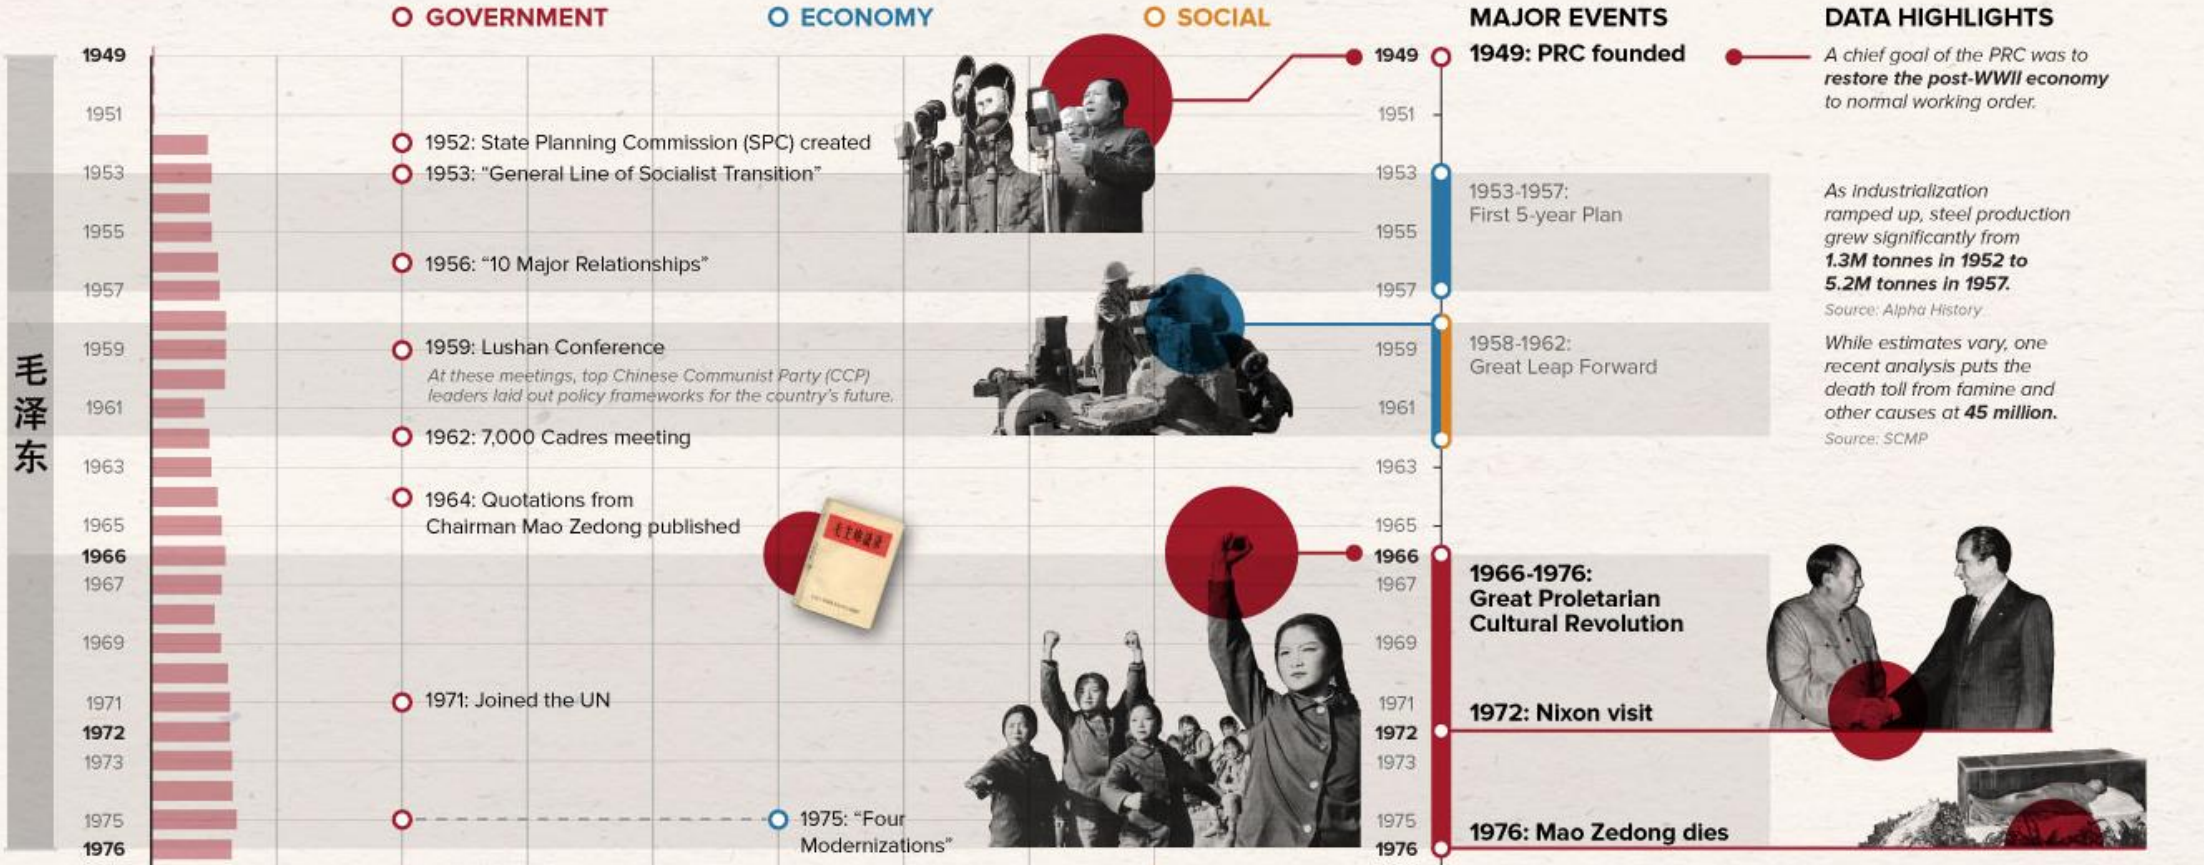 GOVERNMENT
ECONOMY
SOCIAL
MAJOR EVENTS
DATA HIGHLIGHTS
毛泽东
1949
1951
1953
1955
1957
1959
1961
1963
1965
1966
1967
1969
1971
1972
1973
1975
1976
1952: State Planning Commission (SPC) created
1953: “General Line of Socialist Transition”
1956: “10 Major Relationships”
1959: Lushan Conference
At these meetings, top Chinese Communist Party (CCP)
leaders laid out policy frameworks for the country’s future.
1962: 7,000 Cadres meeting
1964: Quotations from
Chairman Mao Zedong published
1971: Joined the UN
1975: “Four
Modernizations”
1949
1951
1953
1955
1957
1959
1961
1963
1965
1966
1967
1969
1971
1972
1973
1975
1976
1949: PRC founded
1953-1957:
First 5-year Plan
1958-1962:
Great Leap Forward
1966-1976:
Great Proletarian
Cultural Revolution
1972: Nixon visit
1976: Mao Zedong dies
A chief goal of the PRC was to
restore the post-WWII economy
to normal working order.
As industrialization
ramped up, steel production
grew significantly from
1.3M tonnes in 1952 to
5.2M tonnes in 1957.
Source: Alpha History
While estimates vary, one
recent analysis puts the
death toll from famine and
other causes at 45 million.
Source: SCMP